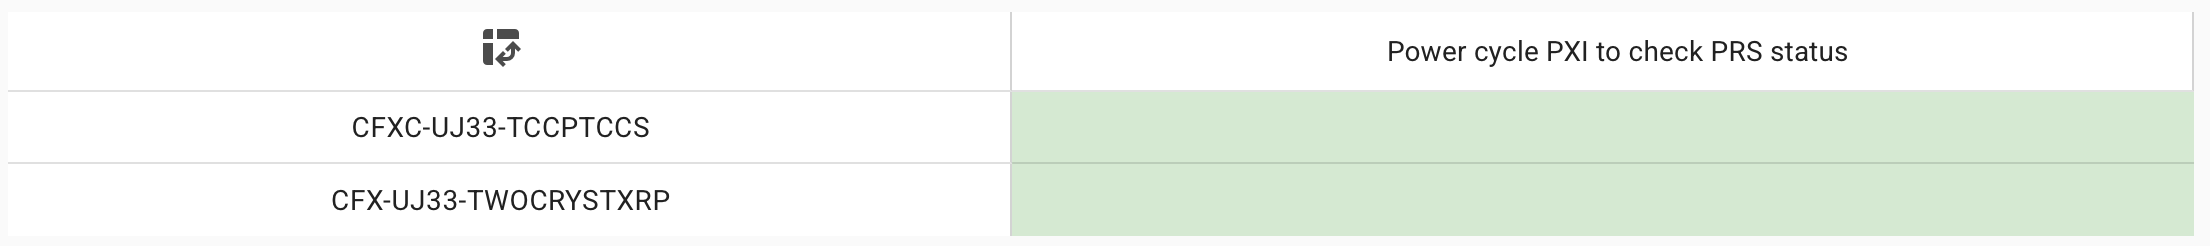 Power cycle PXI to check PRS status
CFXC-UJ33-TCCPTCCS
CFX-UJ33-TWOCRYSTXRP